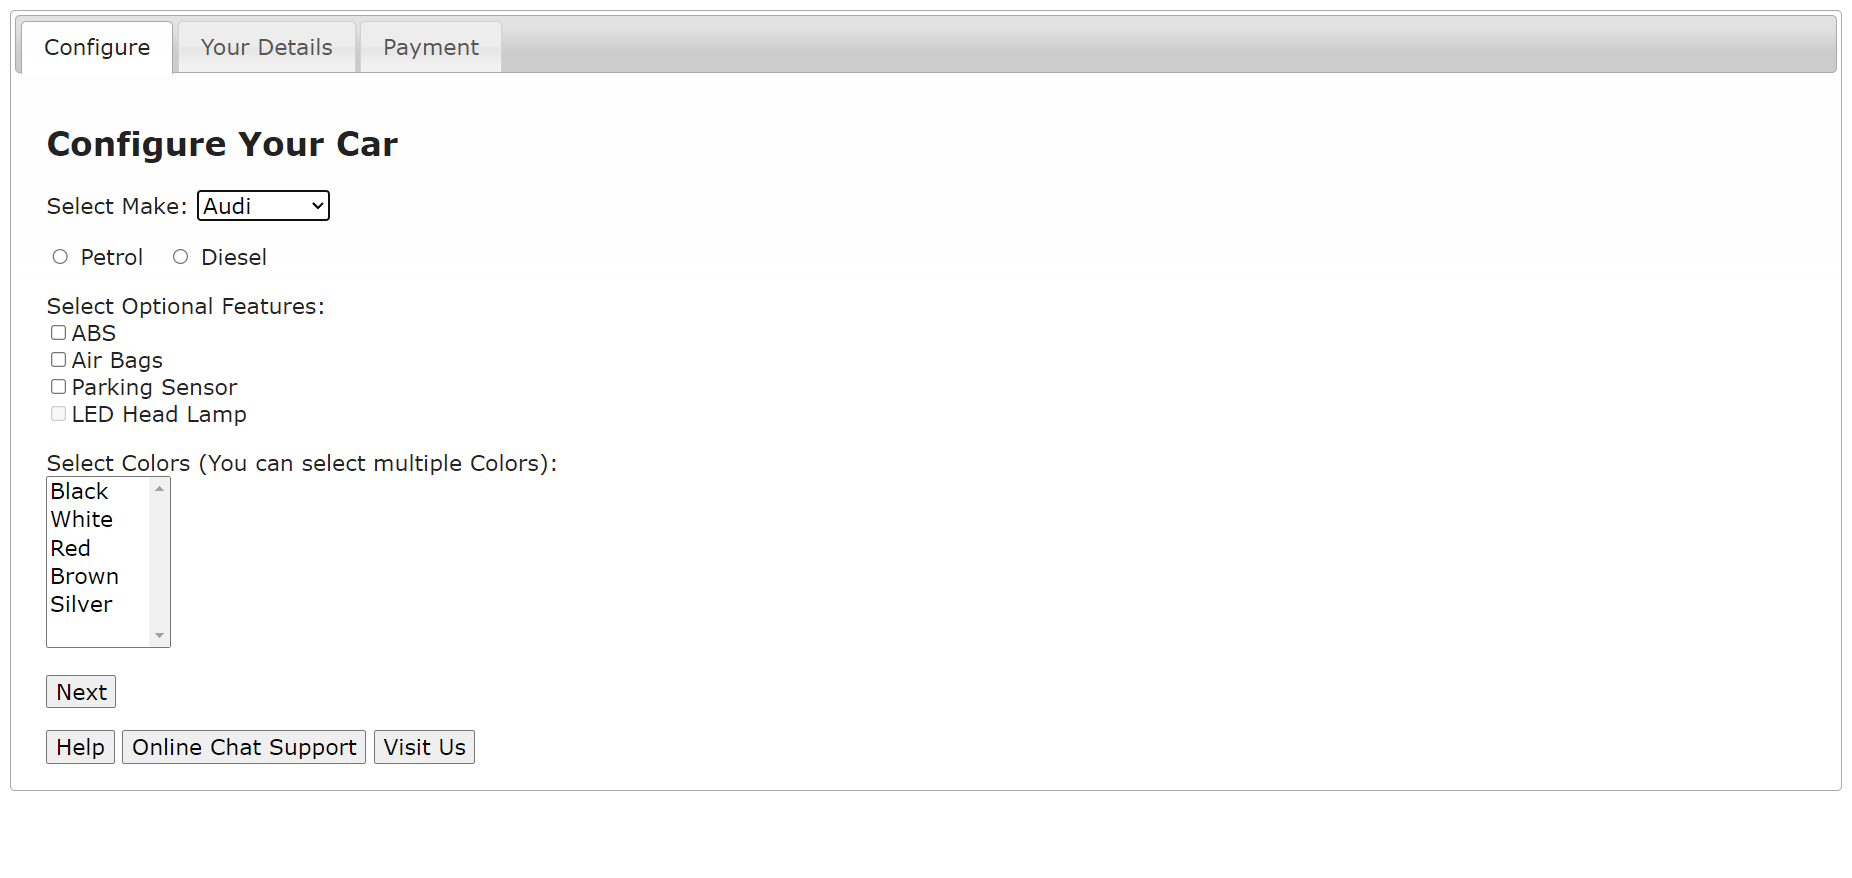 Configure Your Details Payment
Configure Your Car
Select Make: Audi
Petrol Diesel
Select Optional Features:
ABS
Air Bags
Parking Sensor
LED Head Lamp
Select Colors (You can select multiple Colors):
Black
White
Red
Brown
Silver
Next
Help Online Chat Support Visit Us